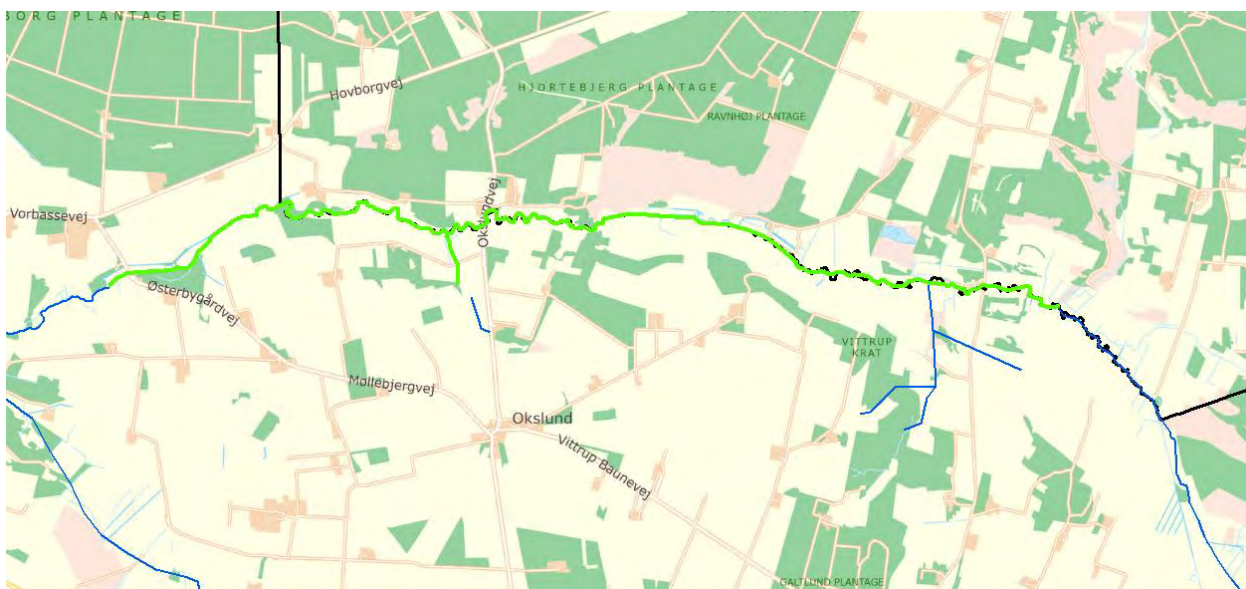 BORG PLANTAGE
Hovborgvej
HJORTEBJERG PLANTAGE
RAVNHØJ PLANTAGE
Vorbassevej
Okslundvej
Østerbygårdvej
VITTRUP
KRAT
Møllebjergvej
Okslund
Vittrup Baunevej
GALTLUND PLANTAGE